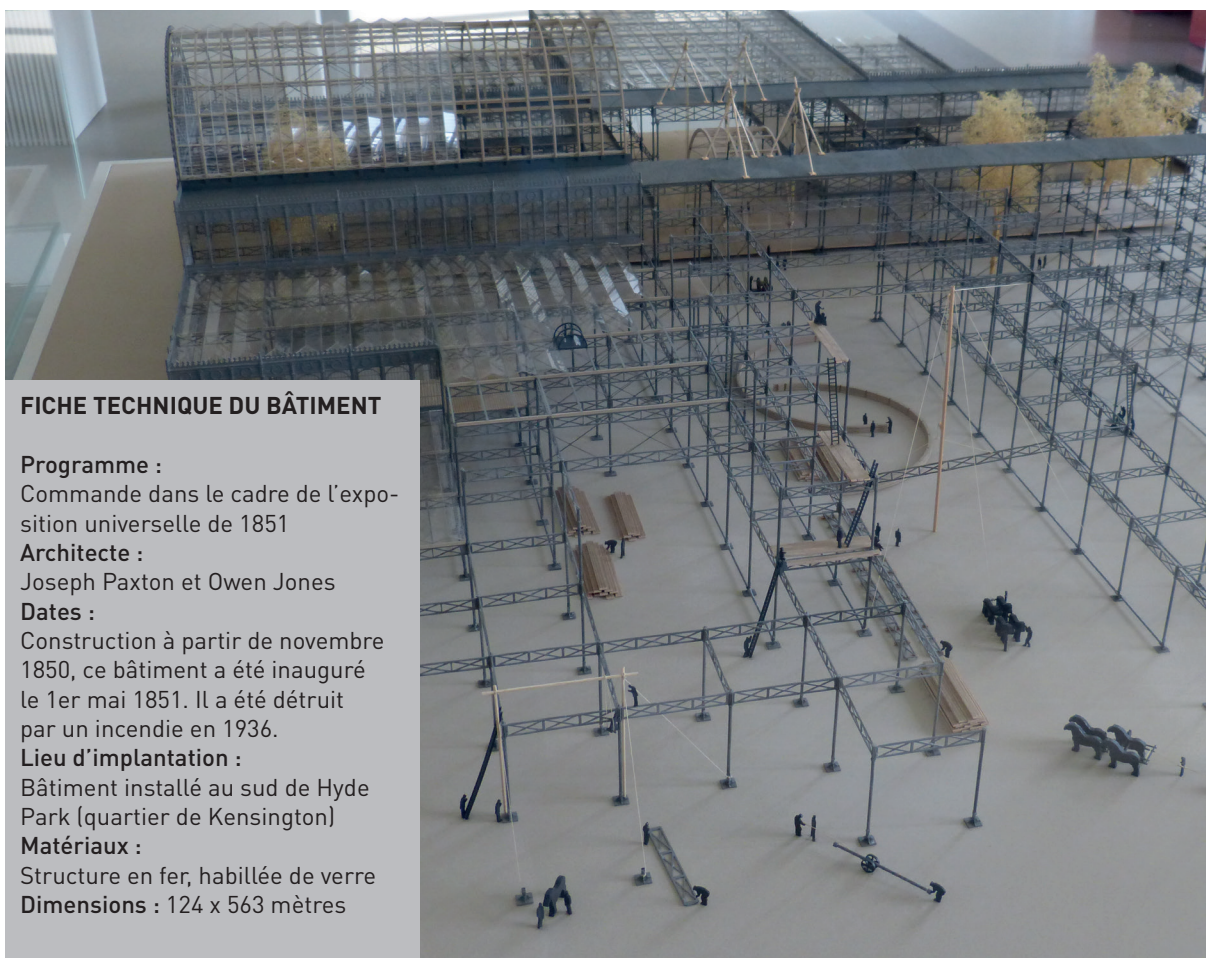 FICHE TECHNIQUE DU BÂTIMENT
Programme :
Commande dans le cadre de l'expo-
sition universelle de 1851
Architecte :
Joseph Paxton et Owen Jones
Dates :
Construction à partir de novembre
1850, ce bâtiment a été inauguré
le 1er mai 1851. Il a été détruit
par un incendie en 1936.
Lieu d'implantation :
Bâtiment installé au sud de Hyde
Park (quartier de Kensington)
Matériaux :
Structure en fer, habillée de verre
Dimensions : 124 x 563 mètres